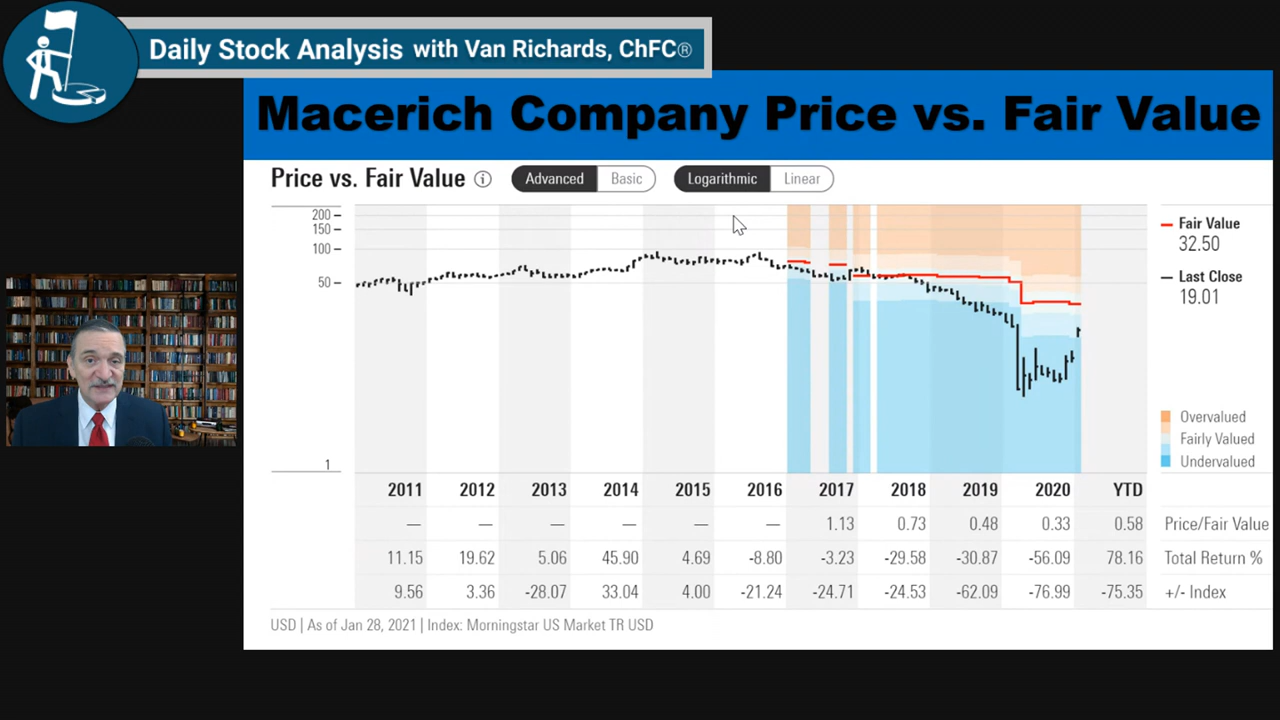 Daily Stock Analysis with Van Richards, ChFC®
Macerich Company Price vs. Fair Value
Price vs. Fair Value i Advanced Basic Logarithmic Linear
200
150
100
50
1
Fair Value
32.50
Last Close
19.01
Overvalued
Fairly Valued
Undervalued
2011 2012 2013 2014 2015 2016 2017 2018 2019 2020 YTD
— — — — — — 1.13 0.73 0.48 0.33 0.58 Price/Fair Value
11.15 19.62 5.06 45.90 4.69 -8.80 -3.23 -29.58 -30.87 -56.09 78.16 Total Return %
9.56 3.36 -28.07 33.04 4.00 -21.24 -24.71 -24.53 -62.09 -76.99 -75.35 +/- Index
USD | As of Jan 28, 2021 | Index: Morningstar US Market TR USD